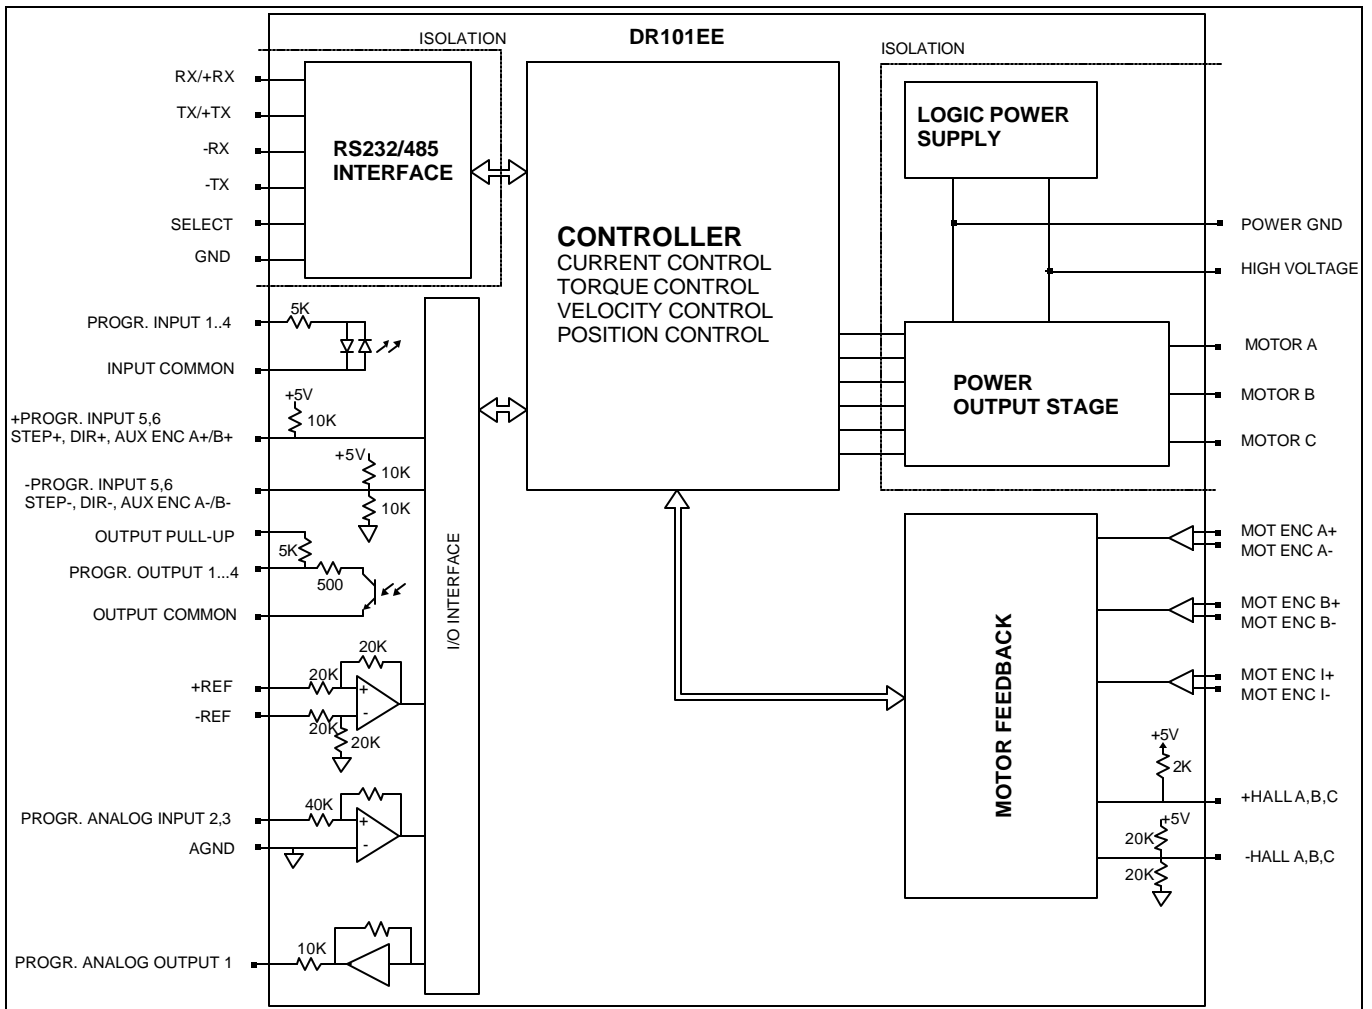 DR101EE
ISOLATION
RX/+RX
TX/+TX
-RX
-TX
SELECT
GND
RS232/485
INTERFACE
CONTROLLER
CURRENT CONTROL
TORQUE CONTROL
VELOCITY CONTROL
POSITION CONTROL
ISOLATION
LOGIC POWER
SUPPLY
POWER GND
HIGH VOLTAGE
POWER
OUTPUT STAGE
MOTOR A
MOTOR B
MOTOR C
PROGR. INPUT 1..4
5K
INPUT COMMON
+5V
10K
+PROGR. INPUT 5,6
STEP+, DIR+, AUX ENC A+/B+
+5V
10K
-PROGR. INPUT 5,6
STEP-, DIR-, AUX ENC A-/B-
10K
OUTPUT PULL-UP
5K
PROGR. OUTPUT 1...4
500
OUTPUT COMMON
I/O INTERFACE
20K
+REF
20K
+
-REF
20K
-
20K
PROGR. ANALOG INPUT 2,3
40K
+
AGND
-
PROGR. ANALOG OUTPUT 1
10K
MOTOR FEEDBACK
MOT ENC A+
MOT ENC A-
MOT ENC B+
MOT ENC B-
MOT ENC I+
MOT ENC I-
+5V
2K
+HALL A,B,C
+5V
20K
-HALL A,B,C
20K